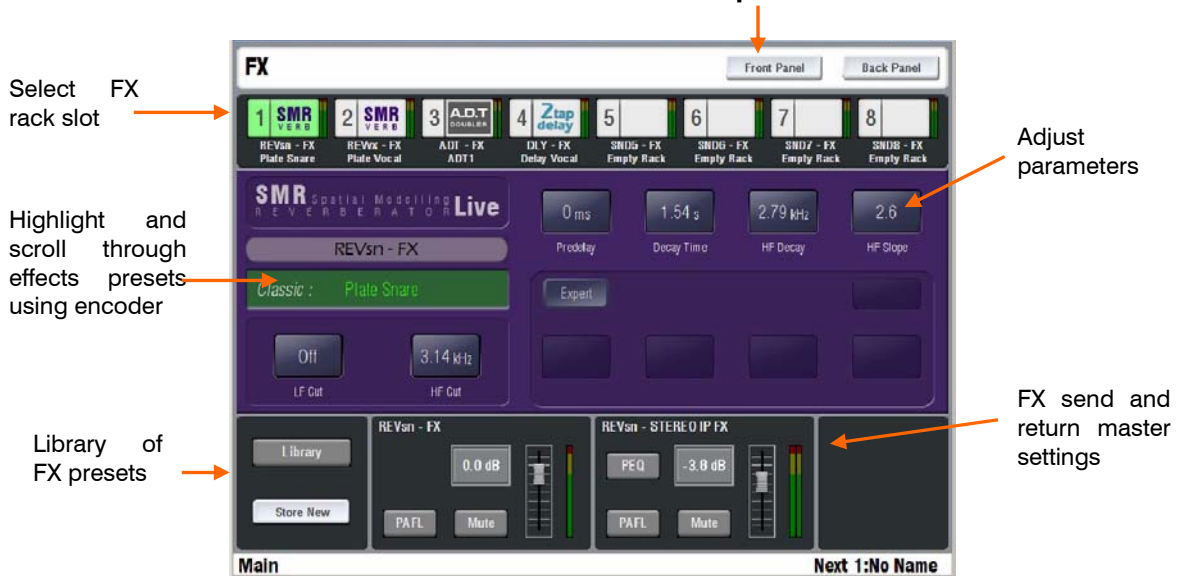 FX
Front Panel
Back Panel
Select FX
rack slot
1 SMR VERB
2 SMR VERB
3 A.D.T DOUBLER
4 Ztap delay
5
6
7
8
REVsn - FX
Plate Snare
REVvx - FX
Plate Vocal
ADT - FX
ADT1
DLY - FX
Delay Vocal
SND5 - FX
Empty Rack
SND6 - FX
Empty Rack
SND7 - FX
Empty Rack
SND8 - FX
Empty Rack
Adjust
parameters
SMR Spatial Modelling
REVERBERATOR Live
0 ms
1.54 s
2.79 kHz
2.6
Predelay
Decay Time
HF Decay
HF Slope
Highlight and
scroll through
effects presets
using encoder
REVsn - FX
Classic : Plate Snare
Expert
Off
3.14 kHz
LF Cut
HF Cut
FX send and
return master
settings
Library of
FX presets
Library
Store New
REVsn - FX
0.0 dB
PAFL
Mute
REVsn - STEREO IP FX
PEQ
-3.8 dB
PAFL
Mute
Main
Next 1:No Name